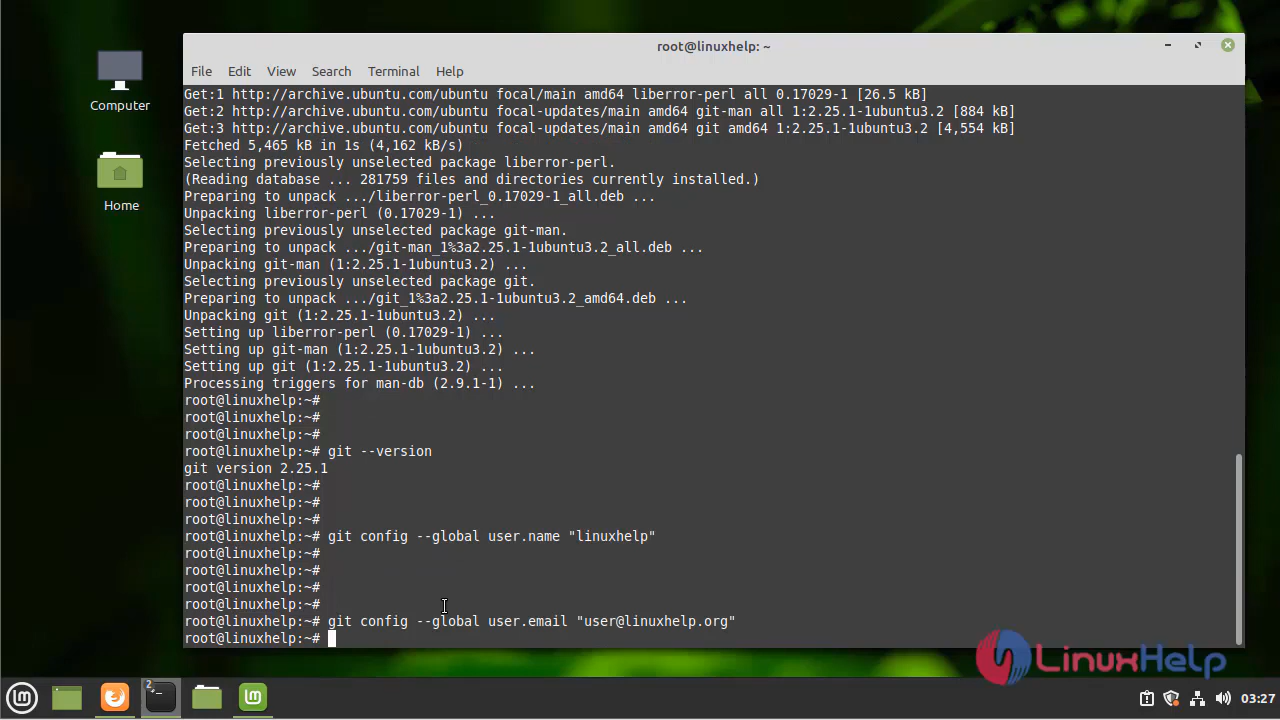 root@linuxhelp: ~
File Edit View Search Terminal Help
Computer
Home
Get:1 http://archive.ubuntu.com/ubuntu focal/main amd64 liberror-perl all 0.17029-1 [26.5 kB]
Get:2 http://archive.ubuntu.com/ubuntu focal-updates/main amd64 git-man all 1:2.25.1-1ubuntu3.2 [884 kB]
Get:3 http://archive.ubuntu.com/ubuntu focal-updates/main amd64 git amd64 1:2.25.1-1ubuntu3.2 [4,554 kB]
Fetched 5,465 kB in 1s (4,162 kB/s)
Selecting previously unselected package liberror-perl.
(Reading database ... 281759 files and directories currently installed.)
Preparing to unpack .../liberror-perl_0.17029-1_all.deb ...
Unpacking liberror-perl (0.17029-1) ...
Selecting previously unselected package git-man.
Preparing to unpack .../git-man_1%3a2.25.1-1ubuntu3.2_all.deb ...
Unpacking git-man (1:2.25.1-1ubuntu3.2) ...
Selecting previously unselected package git.
Preparing to unpack .../git_1%3a2.25.1-1ubuntu3.2_amd64.deb ...
Unpacking git (1:2.25.1-1ubuntu3.2) ...
Setting up liberror-perl (0.17029-1) ...
Setting up git-man (1:2.25.1-1ubuntu3.2) ...
Setting up git (1:2.25.1-1ubuntu3.2) ...
Processing triggers for man-db (2.9.1-1) ...
root@linuxhelp:~#
root@linuxhelp:~#
root@linuxhelp:~#
root@linuxhelp:~# git --version
git version 2.25.1
root@linuxhelp:~#
root@linuxhelp:~#
root@linuxhelp:~#
root@linuxhelp:~# git config --global user.name "linuxhelp"
root@linuxhelp:~#
root@linuxhelp:~#
root@linuxhelp:~#
root@linuxhelp:~#
root@linuxhelp:~# git config --global user.email "user@linuxhelp.org"
root@linuxhelp:~#
LinuxHelp
2
03:27